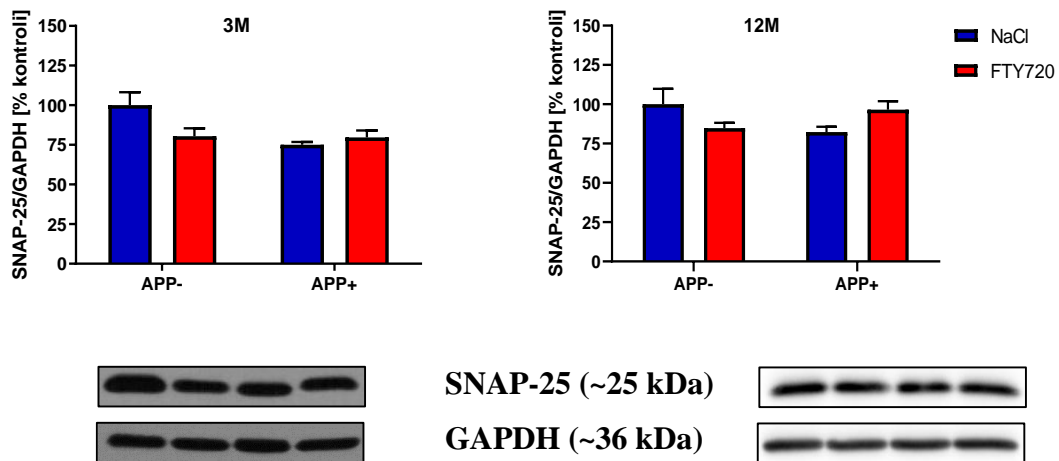 3M
SNAP-25/GAPDH [% kontroli]
150
125
100
75
50
25
0
APP-
APP+
12M
SNAP-25/GAPDH [% kontroli]
150
125
100
75
50
25
0
APP-
APP+
NaCl
FTY720
SNAP-25 (~25 kDa)
GAPDH (~36 kDa)